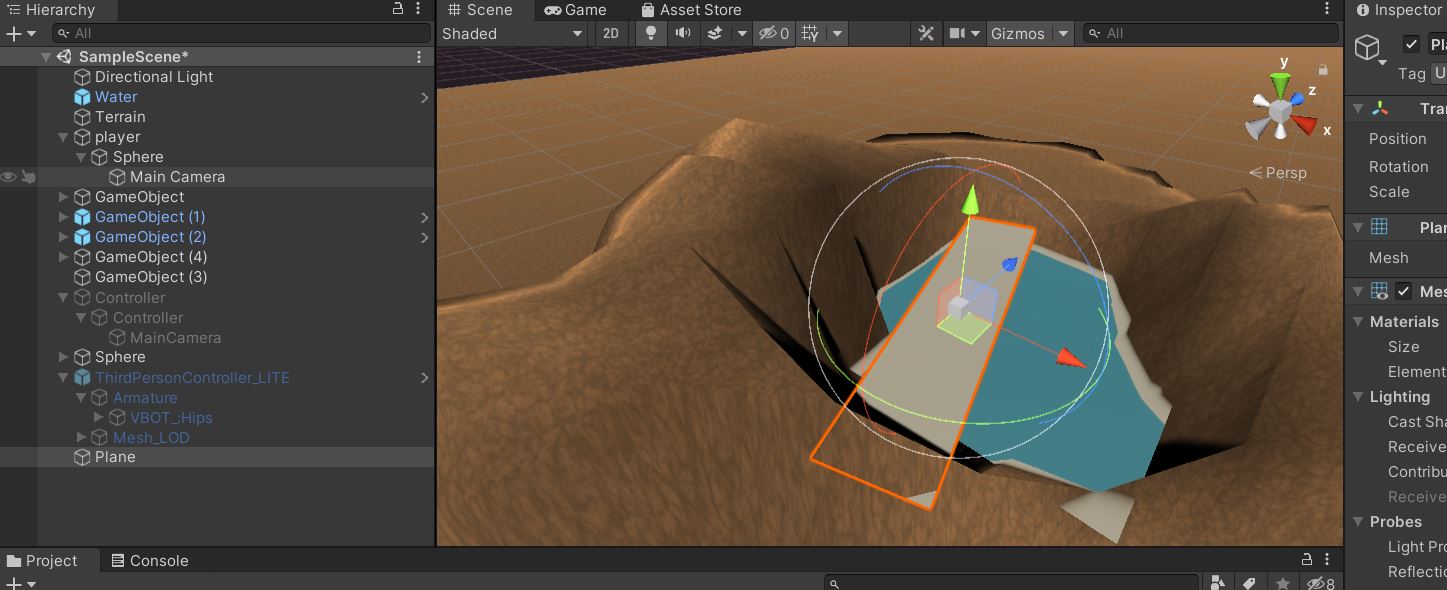 Hierarchy
All
SampleScene*
Directional Light
Water
Terrain
player
Sphere
Main Camera
GameObject
GameObject (1)
GameObject (2)
GameObject (4)
GameObject (3)
Controller
Controller
MainCamera
Sphere
ThirdPersonController_LITE
Armature
VBOT_:Hips
Mesh_LOD
Plane
Scene Game Asset Store
Shaded 2D 0 Gizmos All
y
z
x
Persp
Inspector
Pla
Tag U
Tra
Position
Rotation
Scale
Plan
Mesh
Mes
Materials
Size
Element
Lighting
Cast Sha
Receive
Contribu
Receive
Probes
Light Pro
Reflectio
Project Console
8